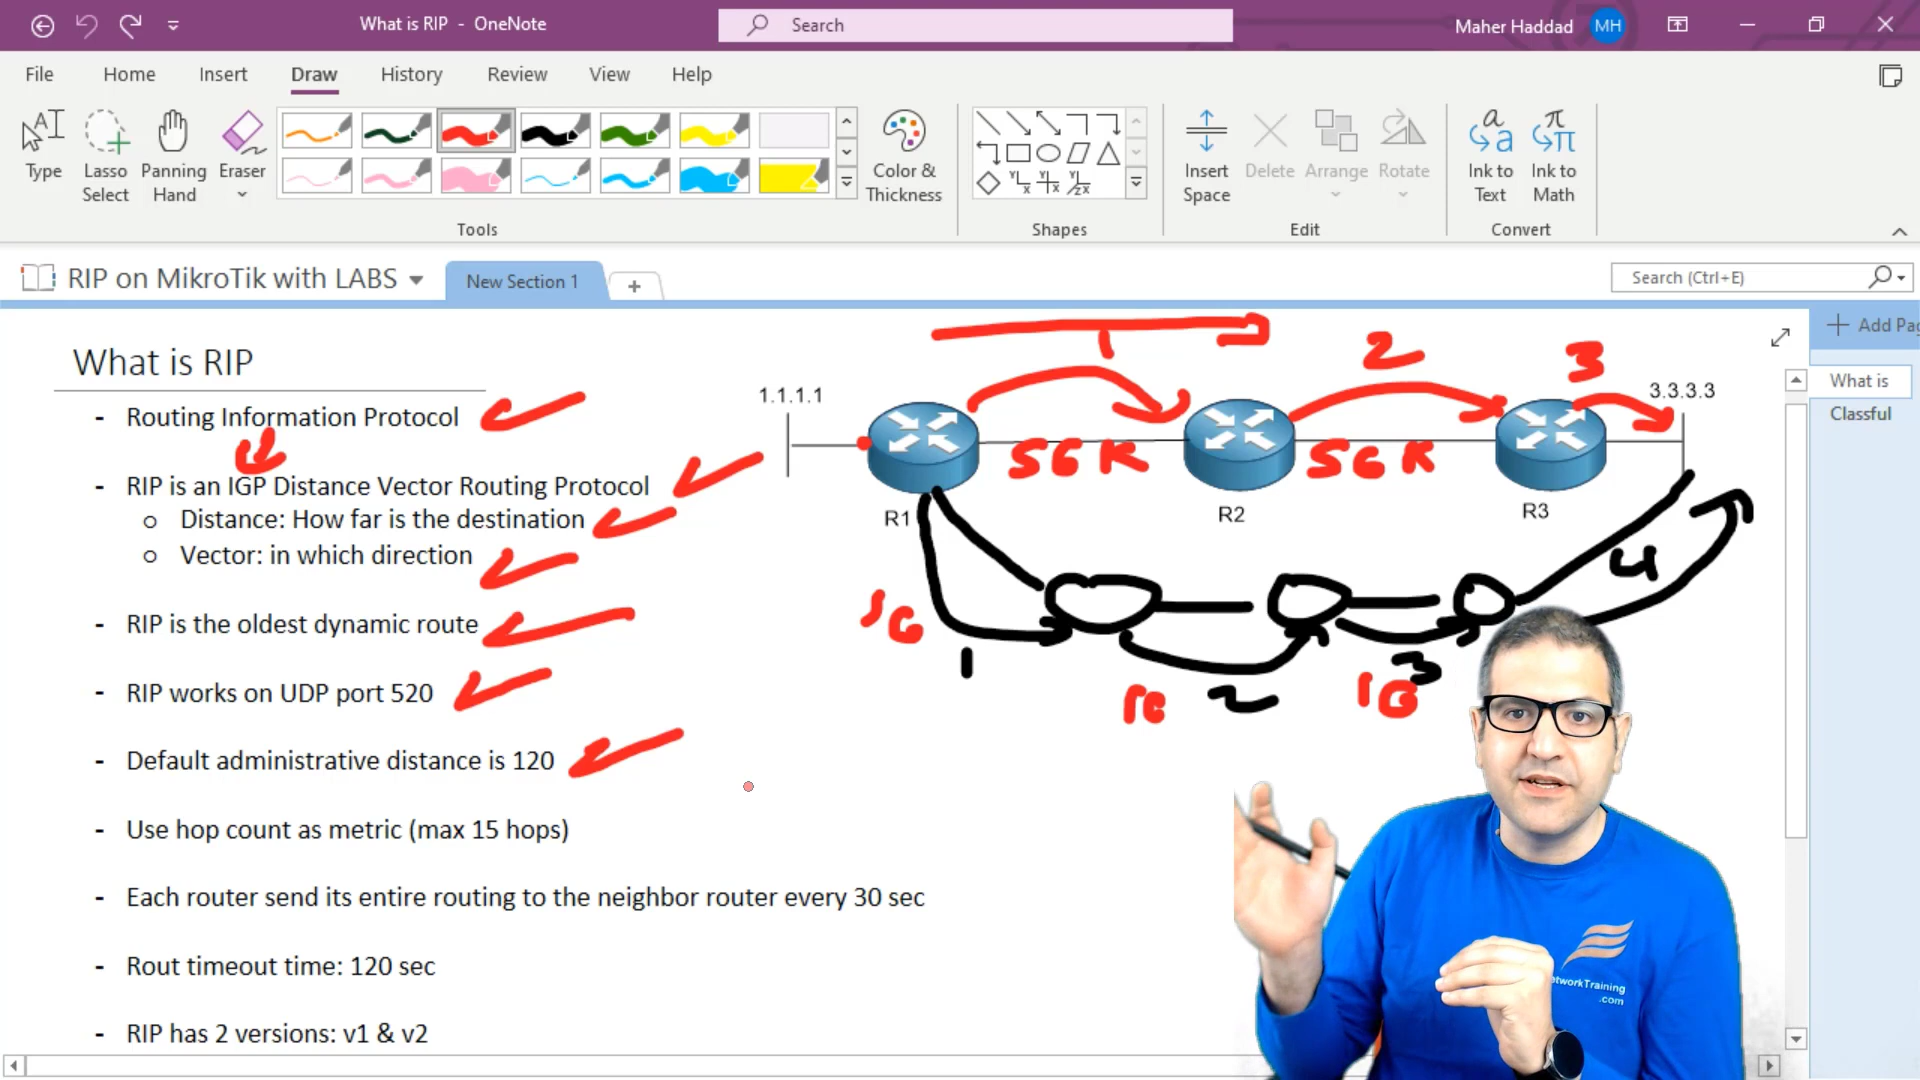 What is RIP - OneNote
Search
Maher Haddad
MH
File
Home
Insert
Draw
History
Review
View
Help
Type
Lasso Select
Panning Hand
Eraser
Color & Thickness
Insert Space
Delete
Arrange
Rotate
Ink to Text
Ink to Math
Tools
Shapes
Edit
Convert
RIP on MikroTik with LABS
New Section 1
Search (Ctrl+E)
Add Pag
What is
Classful
What is RIP
- Routing Information Protocol
- RIP is an IGP Distance Vector Routing Protocol
o Distance: How far is the destination
o Vector: in which direction
- RIP is the oldest dynamic route
- RIP works on UDP port 520
- Default administrative distance is 120
- Use hop count as metric (max 15 hops)
- Each router send its entire routing to the neighbor router every 30 sec
- Rout timeout time: 120 sec
- RIP has 2 versions: v1 & v2
1
2
3
1.1.1.1
3.3.3.3
56K
56K
R1
R2
R3
4
1G
1
1G
2
1G
3
etworkTraining
.com